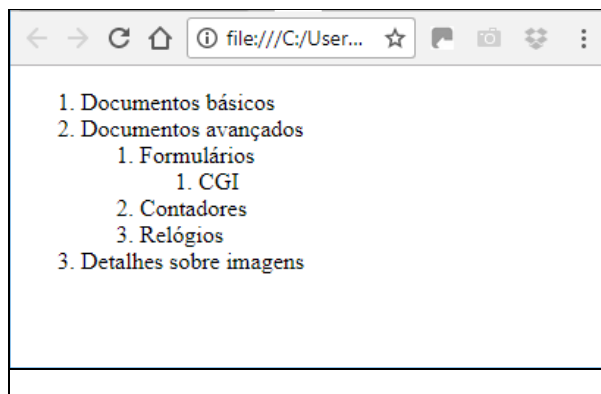 file:///C:/User...
1. Documentos básicos
2. Documentos avançados
1. Formulários
1. CGI
2. Contadores
3. Relógios
3. Detalhes sobre imagens